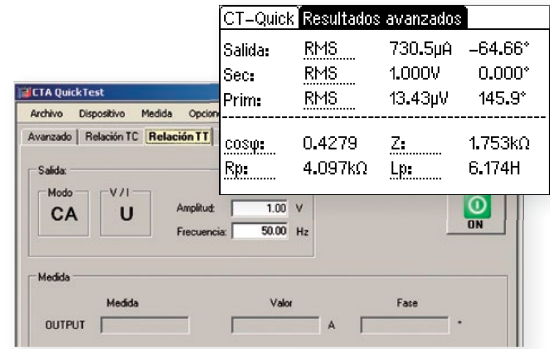 CT-Quick Resultados avanzados
Salida: RMS 730.5µA -64.66°
Sec: RMS 1.000V 0.000°
Prim: RMS 13.43µV 145.9°
cosφ: 0.4279 Z: 1.753kΩ
Rp: 4.097kΩ Lp: 6.174H
CTA QuickTest
Archivo Dispositivo Medida
Avanzado Relación TC Relación TT
Salida:
Modo V / I
CA U
Amplitud: 1.00 V
Frecuencia: 50.00 Hz
ON
Medida
Medida Valor Fase
OUTPUT A °